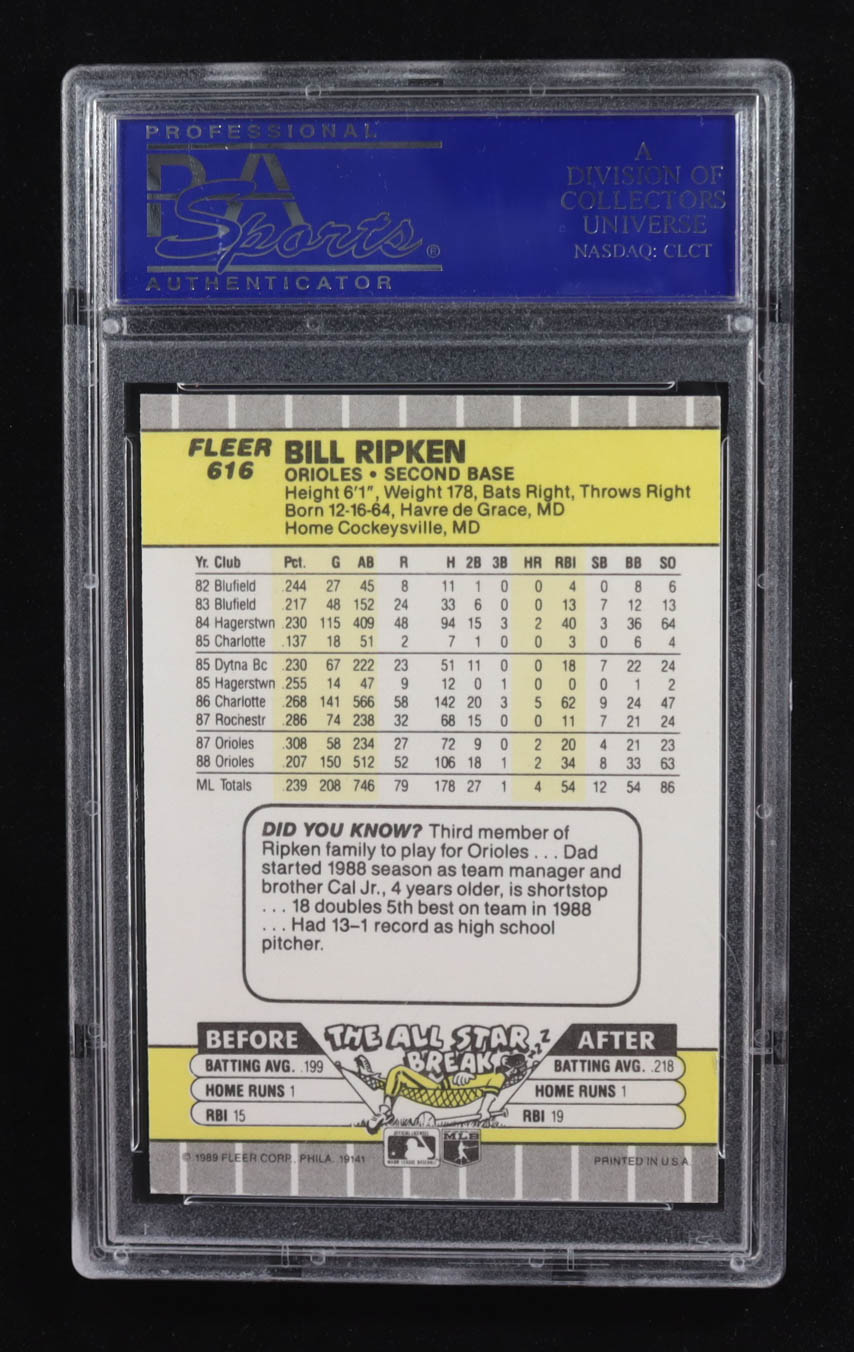 PROFESSIONAL
PSA
Sports®
AUTHENTICATOR
A
DIVISION OF
COLLECTORS
UNIVERSE
NASDAQ: CLCT
FLEER
616
BILL RIPKEN
ORIOLES • SECOND BASE
Height 6'1", Weight 178, Bats Right, Throws Right
Born 12-16-64, Havre de Grace, MD
Home Cockeysville, MD
Yr. Club Pct. G AB R H 2B 3B HR RBI SB BB SO
82 Blufield .244 27 45 8 11 1 0 0 4 0 8 6
83 Blufield .217 48 152 24 33 6 0 0 13 7 12 13
84 Hagerstwn .230 115 409 48 94 15 3 2 40 3 36 64
85 Charlotte .137 18 51 2 7 1 0 0 3 0 6 4
85 Dytna Bc .230 67 222 23 51 11 0 0 18 7 22 24
85 Hagerstwn .255 14 47 9 12 0 1 0 0 0 1 2
86 Charlotte .268 141 566 58 142 20 3 5 62 9 24 47
87 Rochestr .286 74 238 32 68 15 0 0 11 7 21 24
87 Orioles .308 58 234 27 72 9 0 2 20 4 21 23
88 Orioles .207 150 512 52 106 18 1 2 34 8 33 63
ML Totals .239 208 746 79 178 27 1 4 54 12 54 86
DID YOU KNOW? Third member of
Ripken family to play for Orioles . . . Dad
started 1988 season as team manager and
brother Cal Jr., 4 years older, is shortstop
. . . 18 doubles 5th best on team in 1988
. . . Had 13–1 record as high school
pitcher.
BEFORE
THE ALL STAR
BREAK
ZZZ
AFTER
BATTING AVG. .199
HOME RUNS 1
RBI 15
BATTING AVG. .218
HOME RUNS 1
RBI 19
OFFICIAL LICENSEE
MAJOR LEAGUE BASEBALL
MLB
© 1989 FLEER CORP., PHILA. 19141
PRINTED IN U.S.A.
PSA